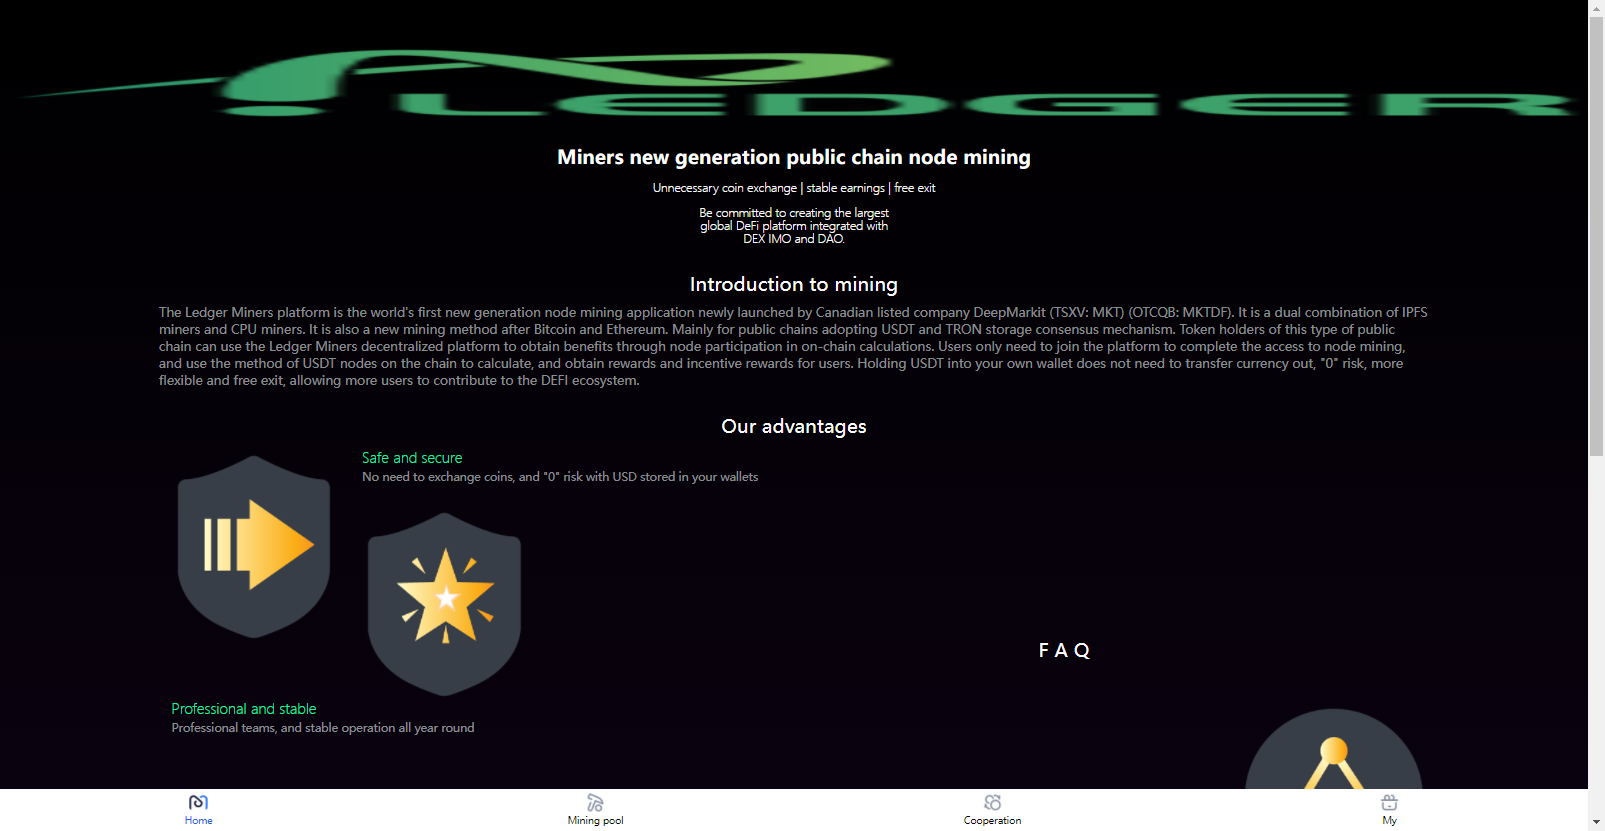 LEDGER
Miners new generation public chain node mining
Unnecessary coin exchange | stable earnings | free exit
Be committed to creating the largest
global DeFi platform integrated with
DEX IMO and DAO.
Introduction to mining
The Ledger Miners platform is the world's first new generation node mining application newly launched by Canadian listed company DeepMarkit (TSXV: MKT) (OTCQB: MKTDF). It is a dual combination of IPFS
miners and CPU miners. It is also a new mining method after Bitcoin and Ethereum. Mainly for public chains adopting USDT and TRON storage consensus mechanism. Token holders of this type of public
chain can use the Ledger Miners decentralized platform to obtain benefits through node participation in on-chain calculations. Users only need to join the platform to complete the access to node mining,
and use the method of USDT nodes on the chain to calculate, and obtain rewards and incentive rewards for users. Holding USDT into your own wallet does not need to transfer currency out, "0" risk, more
flexible and free exit, allowing more users to contribute to the DEFI ecosystem.
Our advantages
Safe and secure
No need to exchange coins, and "0" risk with USD stored in your wallets
F A Q
Professional and stable
Professional teams, and stable operation all year round
Home
Mining pool
Cooperation
My